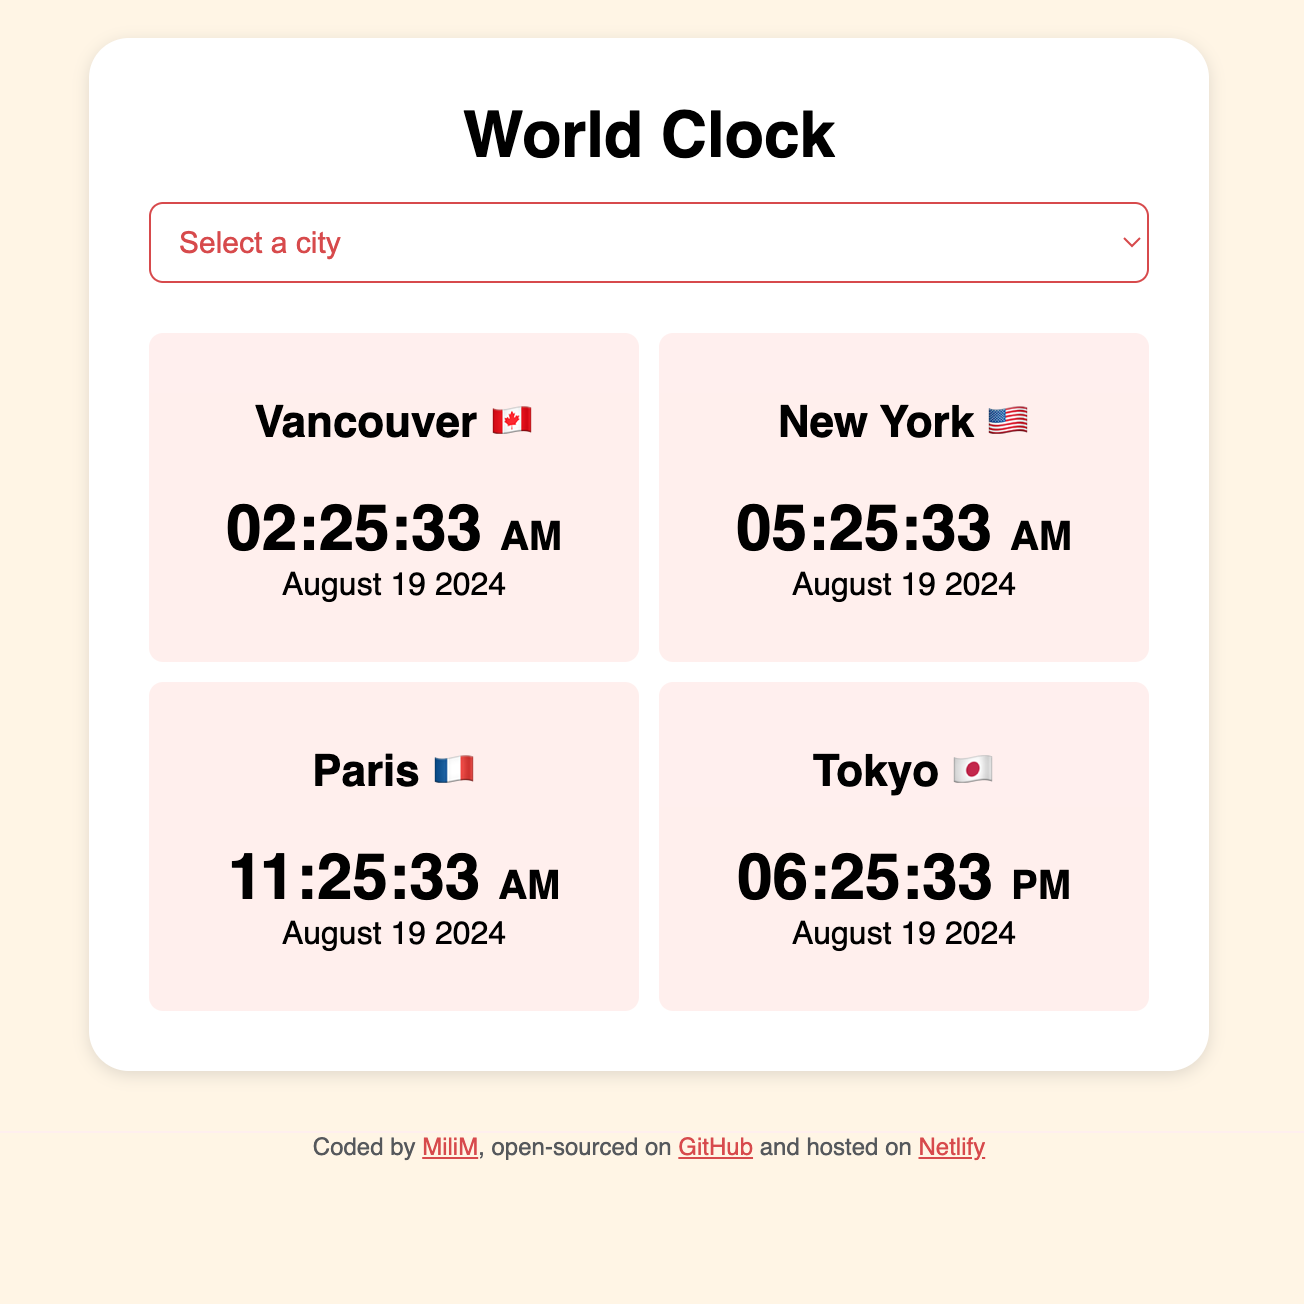 World Clock
Select a city
Vancouver 🇨🇦
02:25:33 AM
August 19 2024
New York 🇺🇸
05:25:33 AM
August 19 2024
Paris 🇫🇷
11:25:33 AM
August 19 2024
Tokyo 🇯🇵
06:25:33 PM
August 19 2024
Coded by MiliM, open-sourced on GitHub and hosted on Netlify